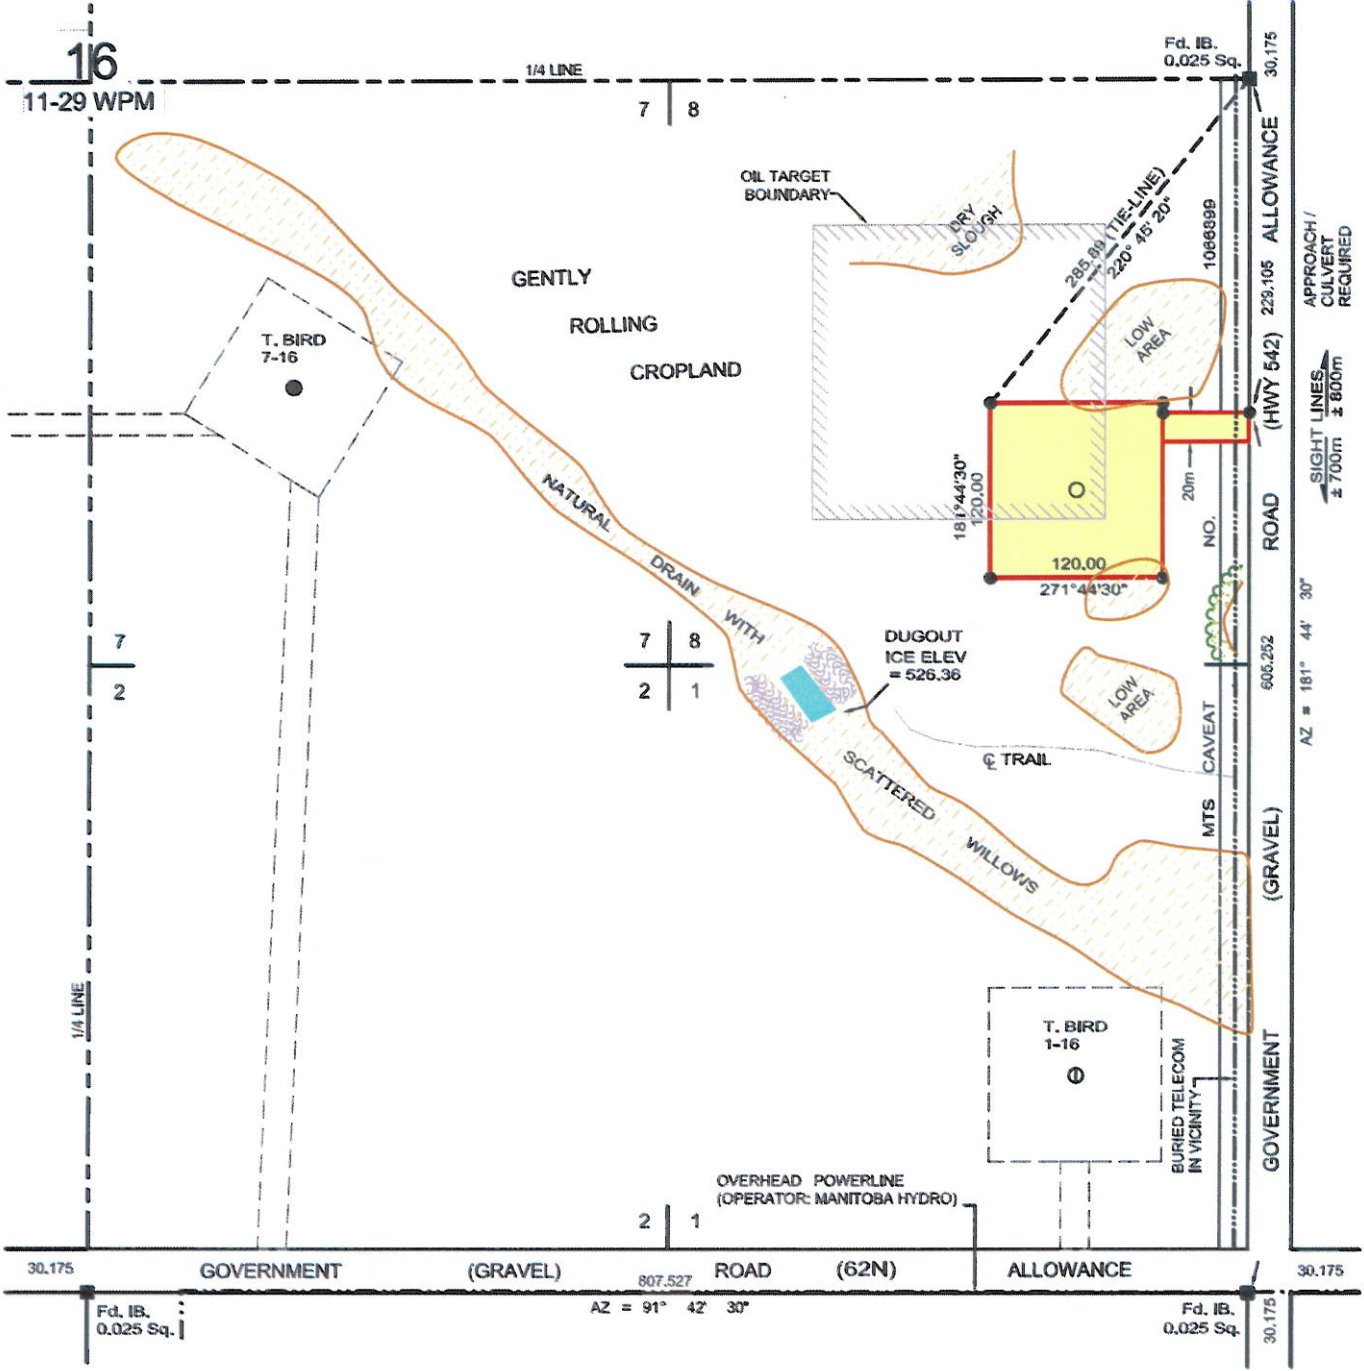 16
11-29 WPM
1/4 LINE
7 8
Fd. IB.
0.025 Sq.
30.175
OIL TARGET
BOUNDARY
DRY
SLOUGH
285.89 (TIE-LINE)
220° 45' 20"
1066899
229.105 ALLOWANCE
APPROACH /
CULVERT
REQUIRED
GENTLY
ROLLING
CROPLAND
T. BIRD
7-16
LOW
AREA
(HWY 542)
SIGHT LINES
± 700m ± 800m
181°44'30"
120.00
20m
120.00
271°44'30"
NATURAL
DRAIN
WITH
NO.
ROAD
AZ = 181° 44' 30"
7
2
7 8
2 1
DUGOUT
ICE ELEV
= 526.36
LOW
AREA
605.252
CAVEAT
MTS
℄ TRAIL
SCATTERED
WILLOWS
(GRAVEL)
1/4 LINE
T. BIRD
1-16
BURIED TELECOM
IN VICINITY
GOVERNMENT
OVERHEAD POWERLINE
(OPERATOR: MANITOBA HYDRO)
2 1
30.175
GOVERNMENT (GRAVEL) 807.527 ROAD (62N) ALLOWANCE
30.175
AZ = 91° 42' 30"
Fd. IB.
0.025 Sq.
Fd. IB.
0.025 Sq.
30.175